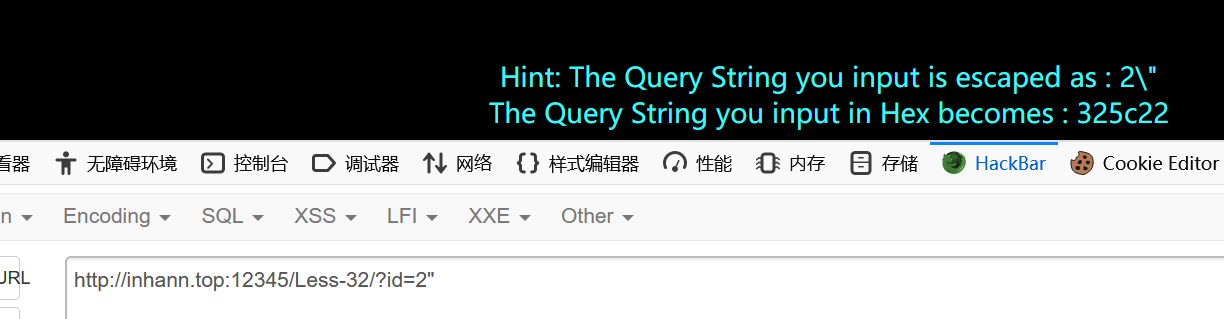 Hint: The Query String you input is escaped as : 2\"
The Query String you input in Hex becomes : 325c22
看器 无障碍环境 控制台 调试器 网络 {} 样式编辑器 性能 内存 存储 HackBar Cookie Editor
n Encoding SQL XSS LFI XXE Other
URL http://inhann.top:12345/Less-32/?id=2"